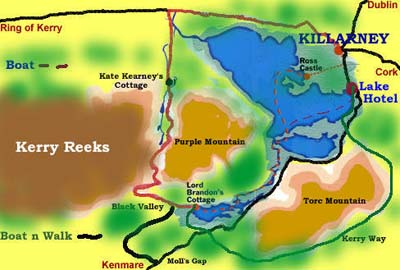 Dublin
Ring of Kerry
KILLARNEY
Ross
Castle
Boat
Cork
Kate Kearney's
Cottage
Lake
Hotel
Kerry Reeks
Purple Mountain
Lord
Brandon's
Cottage
Torc Mountain
Black Valley
Boat n Walk
Kerry Way
Moll's Gap
Kenmare